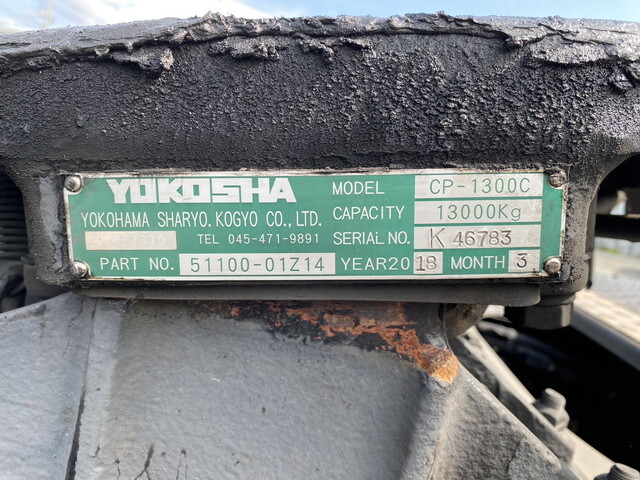 YOKOSHA MODEL CP-1300C
YOKOHAMA SHARYO.KOGYO CO.,LTD. CAPACITY 13000Kg
TEL 045-471-9891 SERIAL NO. K 46783
PART NO. 51100-01Z14 YEAR2018 MONTH 3